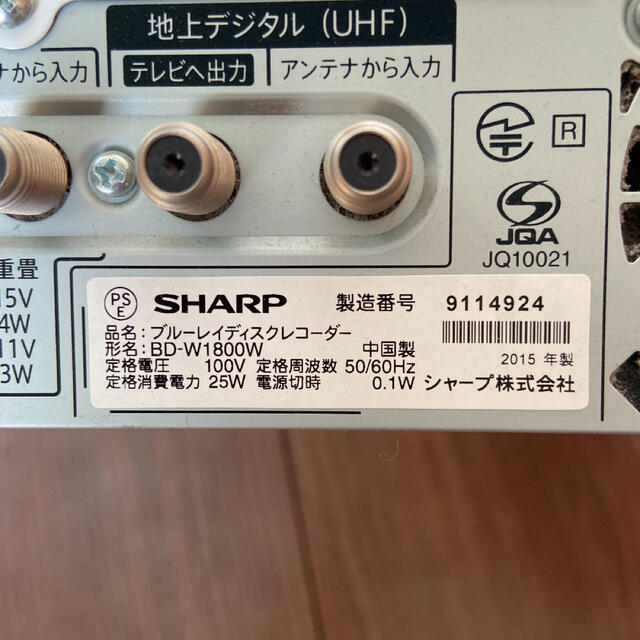 地上デジタル (UHF)
ナから入力
テレビへ出力
アンテナから入力
R
JQA
JQ10021
重畳
15V
4W
11V
3W
PS
E
SHARP
製造番号 9114924
品名: ブルーレイディスクレコーダー
形名: BD-W1800W 中国製
2015 年製
定格電圧 100V 定格周波数 50/60Hz
定格消費電力 25W 電源切時 0.1W シャープ株式会社